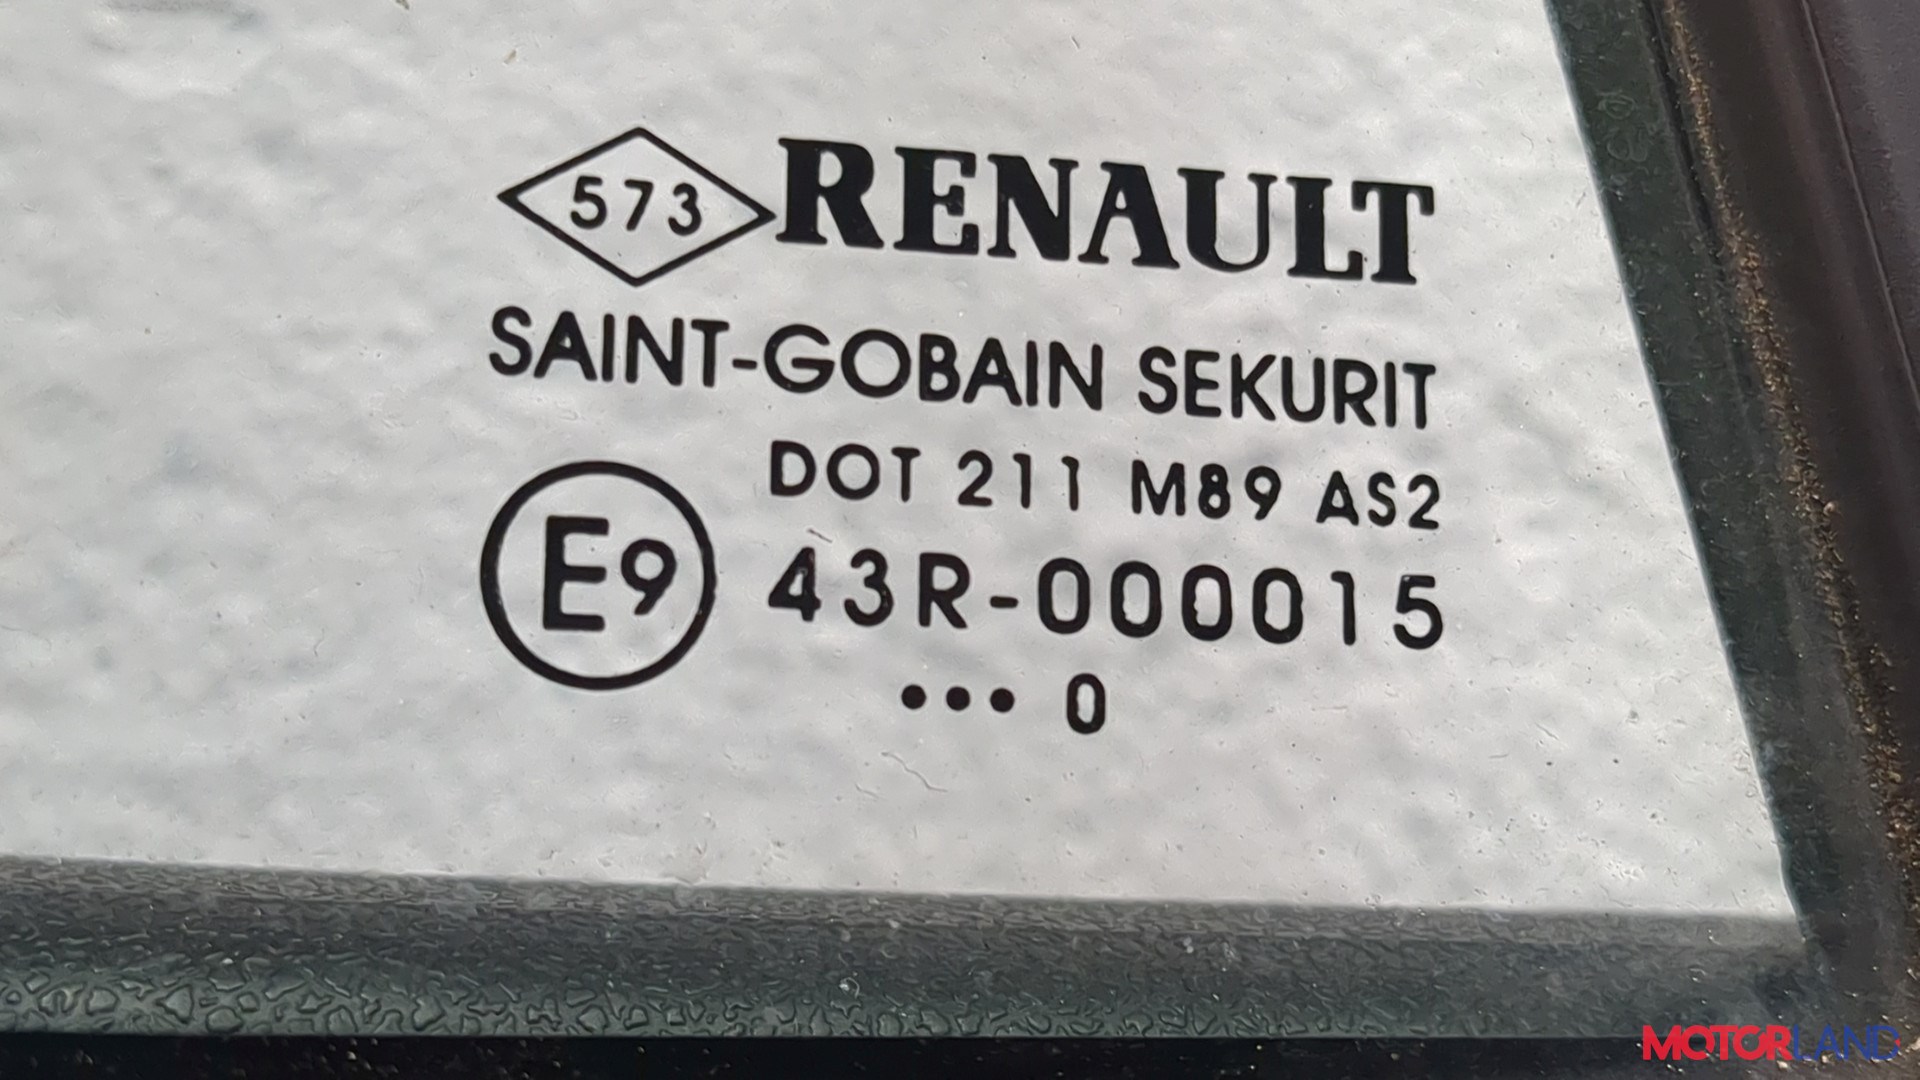 573 RENAULT
SAINT-GOBAIN SEKURIT
DOT 211 M89 AS2
E9 43R-000015
••• 0
MOTORLAND